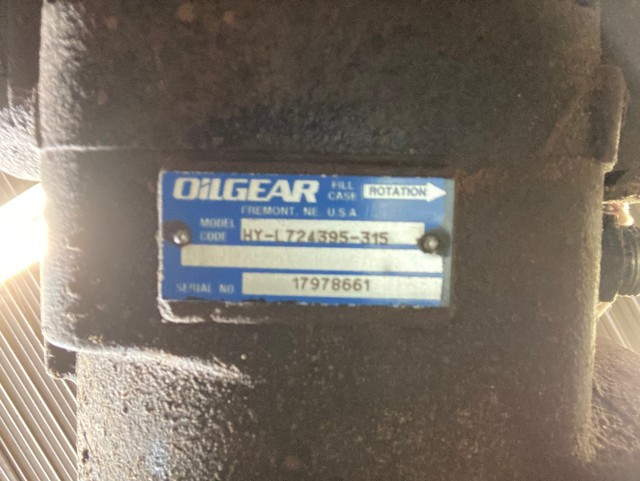 OILGEAR FILL CASE ROTATION
FREMONT, NE U.S.A
MODEL CODE HY-L724395-315
SERIAL NO 17978661